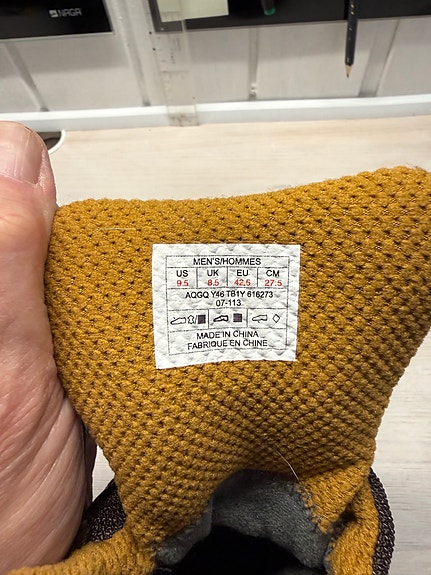 NAGA
MEN'S/HOMMES
US UK EU CM
9.5 8.5 42.5 27.5
AQGQ Y46 TB1Y 616273
07-113
MADE IN CHINA
FABRIQUE EN CHINE